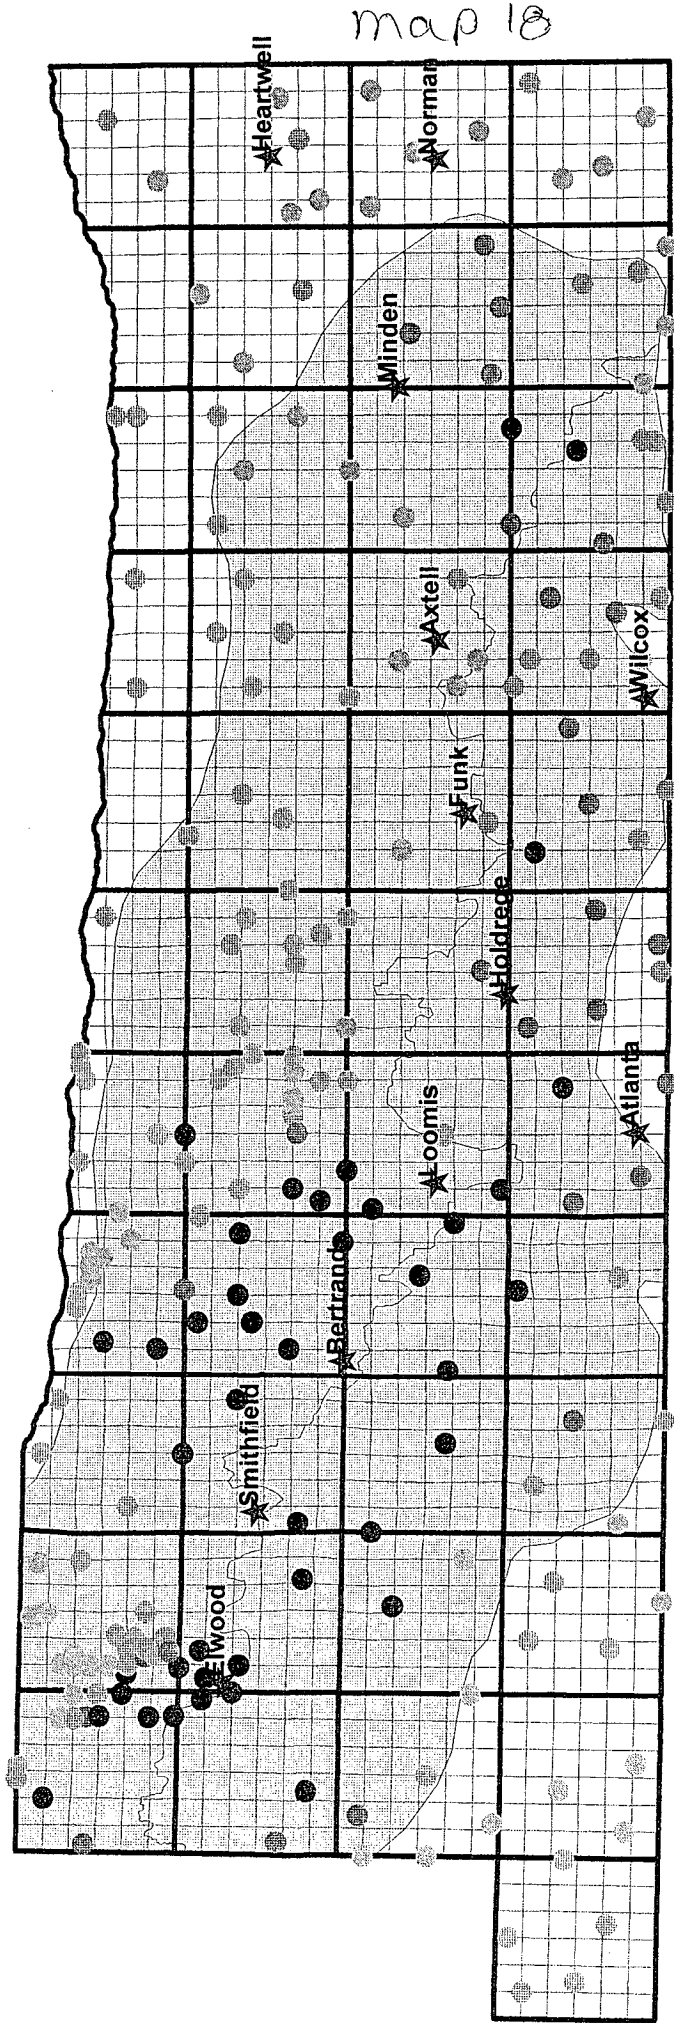 map 18
Heartwell
Norman
Minden
Axtell
Wilcox
Funk
Holdrege
Atlanta
Loomis
Bertrand
Smithfield
Elwood